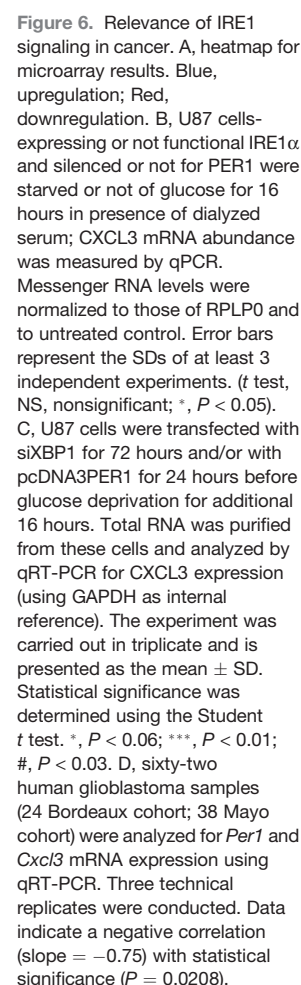 Figure 6. Relevance of IRE1
signaling in cancer. A, heatmap for
microarray results. Blue,
upregulation; Red,
downregulation. B, U87 cells-
expressing or not functional IRE1α
and silenced or not for PER1 were
starved or not of glucose for 16
hours in presence of dialyzed
serum; CXCL3 mRNA abundance
was measured by qPCR.
Messenger RNA levels were
normalized to those of RPLP0 and
to untreated control. Error bars
represent the SDs of at least 3
independent experiments. (t test,
NS, nonsignificant; *, P < 0.05).
C, U87 cells were transfected with
siXBP1 for 72 hours and/or with
pcDNA3PER1 for 24 hours before
glucose deprivation for additional
16 hours. Total RNA was purified
from these cells and analyzed by
qRT-PCR for CXCL3 expression
(using GAPDH as internal
reference). The experiment was
carried out in triplicate and is
presented as the mean ± SD.
Statistical significance was
determined using the Student
t test. *, P < 0.06; ***, P < 0.01;
#, P < 0.03. D, sixty-two
human glioblastoma samples
(24 Bordeaux cohort; 38 Mayo
cohort) were analyzed for Per1 and
Cxcl3 mRNA expression using
qRT-PCR. Three technical
replicates were conducted. Data
indicate a negative correlation
(slope = −0.75) with statistical
significance (P = 0.0208).